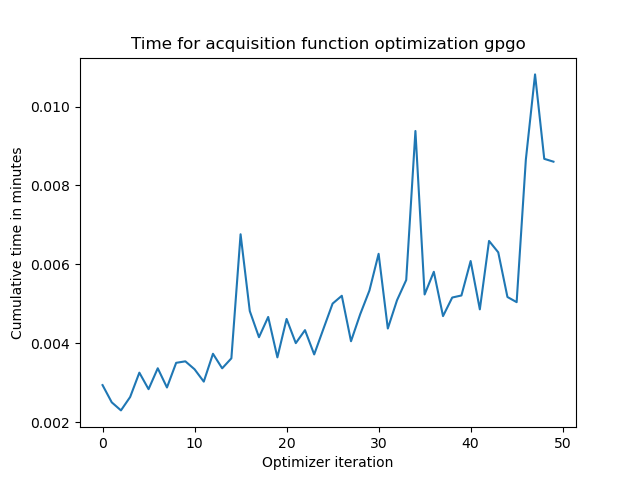 Time for acquisition function optimization gpgo
0.010
0.008
0.006
0.004
0.002
Cumulative time in minutes
0 10 20 30 40 50
Optimizer iteration